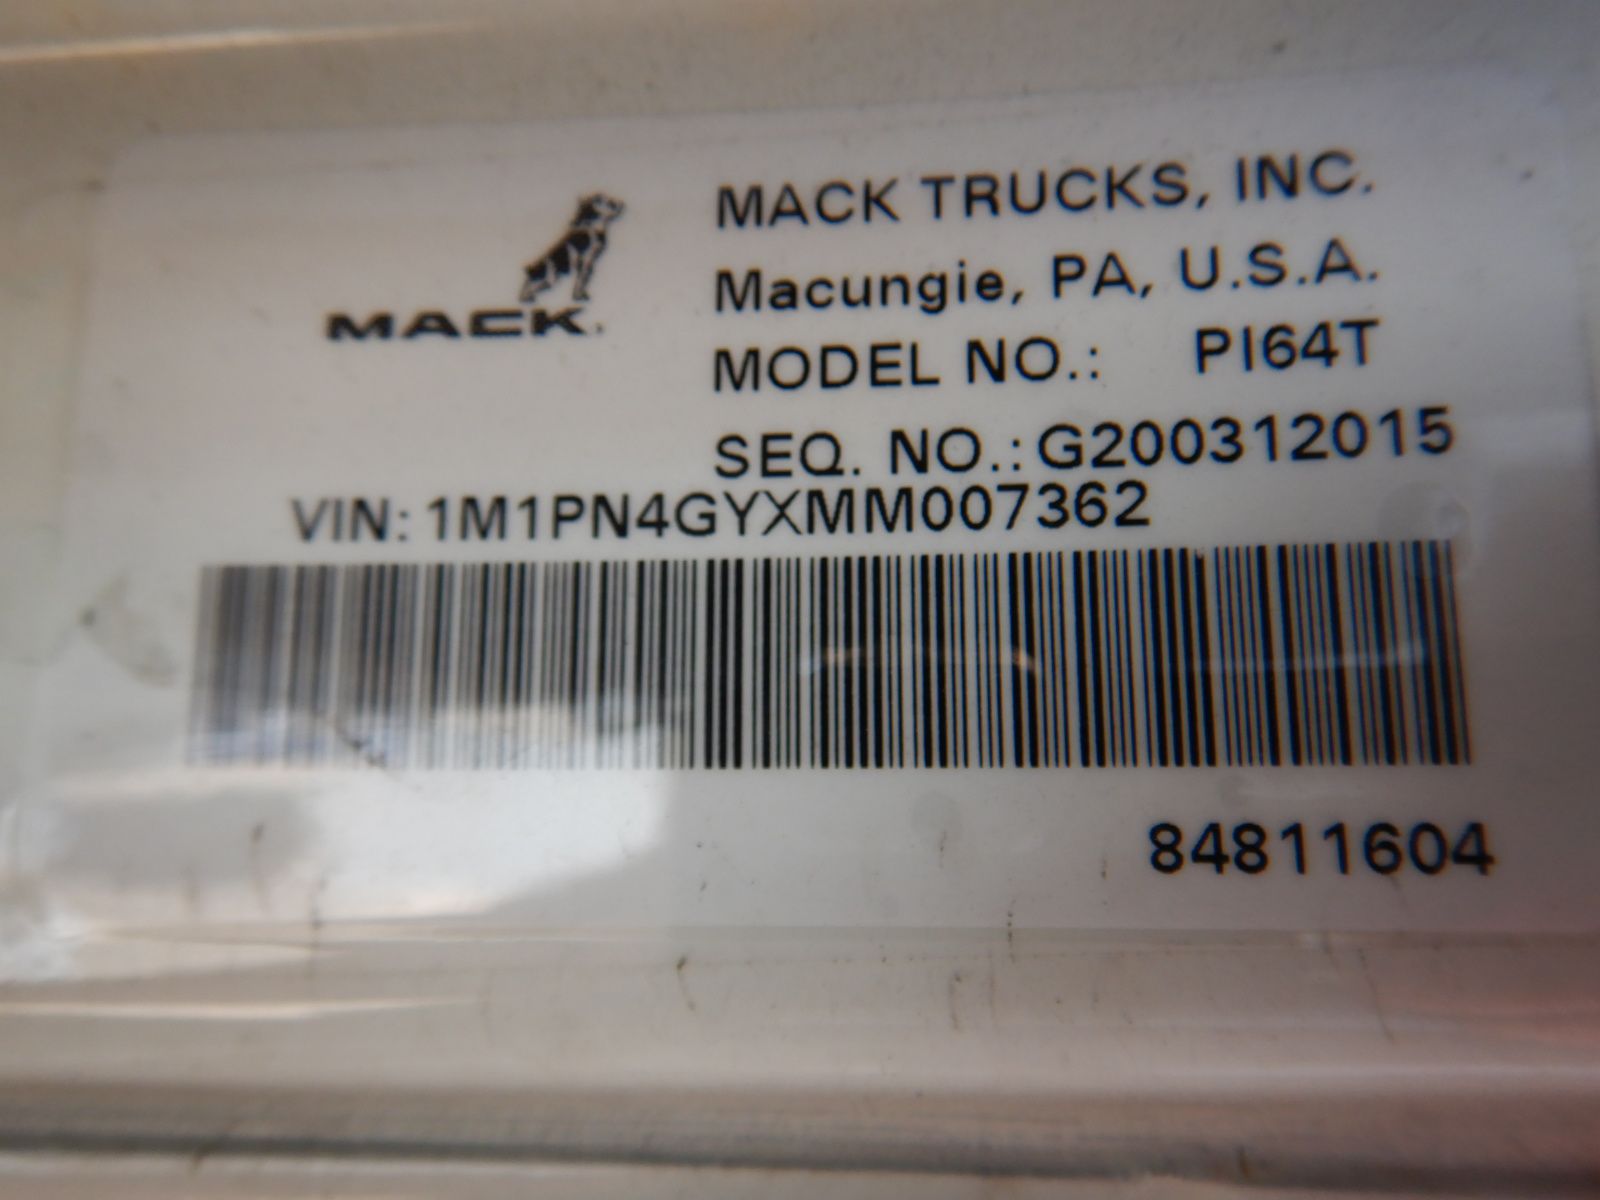 MACK.
MACK TRUCKS, INC.
Macungie, PA, U.S.A.
MODEL NO.: PI64T
SEQ. NO.: G200312015
VIN: 1M1PN4GYXMM007362
84811604